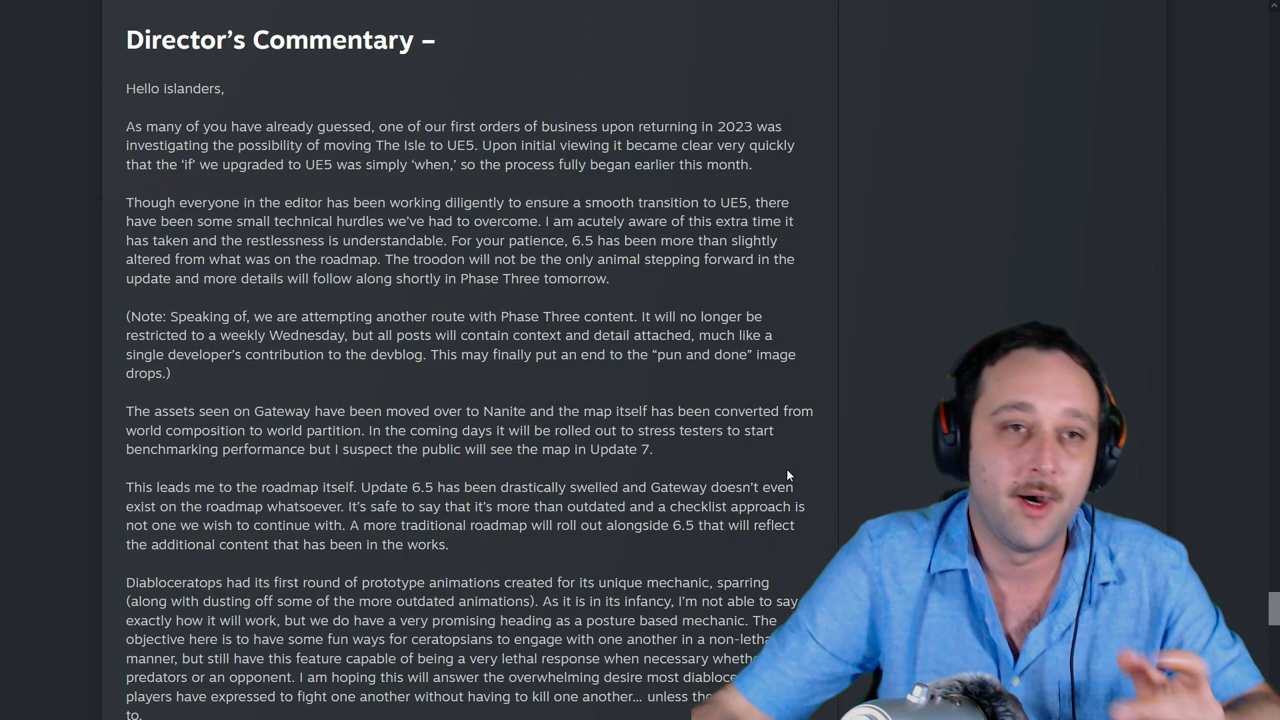 Director’s Commentary –
Hello islanders,
As many of you have already guessed, one of our first orders of business upon returning in 2023 was
investigating the possibility of moving The Isle to UE5. Upon initial viewing it became clear very quickly
that the ‘if’ we upgraded to UE5 was simply ‘when,’ so the process fully began earlier this month.
Though everyone in the editor has been working diligently to ensure a smooth transition to UE5, there
have been some small technical hurdles we’ve had to overcome. I am acutely aware of this extra time it
has taken and the restlessness is understandable. For your patience, 6.5 has been more than slightly
altered from what was on the roadmap. The troodon will not be the only animal stepping forward in the
update and more details will follow along shortly in Phase Three tomorrow.
(Note: Speaking of, we are attempting another route with Phase Three content. It will no longer be
restricted to a weekly Wednesday, but all posts will contain context and detail attached, much like a
single developer’s contribution to the devblog. This may finally put an end to the “pun and done” image
drops.)
The assets seen on Gateway have been moved over to Nanite and the map itself has been converted from
world composition to world partition. In the coming days it will be rolled out to stress testers to start
benchmarking performance but I suspect the public will see the map in Update 7.
This leads me to the roadmap itself. Update 6.5 has been drastically swelled and Gateway doesn’t even
exist on the roadmap whatsoever. It’s safe to say that it’s more than outdated and a checklist approach is
not one we wish to continue with. A more traditional roadmap will roll out alongside 6.5 that will reflect
the additional content that has been in the works.
Diabloceratops had its first round of prototype animations created for its unique mechanic, sparring
(along with dusting off some of the more outdated animations). As it is in its infancy, I’m not able to say
exactly how it will work, but we do have a very promising heading as a posture based mechanic. The
objective here is to have some fun ways for ceratopsians to engage with one another in a non-letha
manner, but still have this feature capable of being a very lethal response when necessary wheth
predators or an opponent. I am hoping this will answer the overwhelming desire most diabloce
players have expressed to fight one another without having to kill one another... unless the
to.